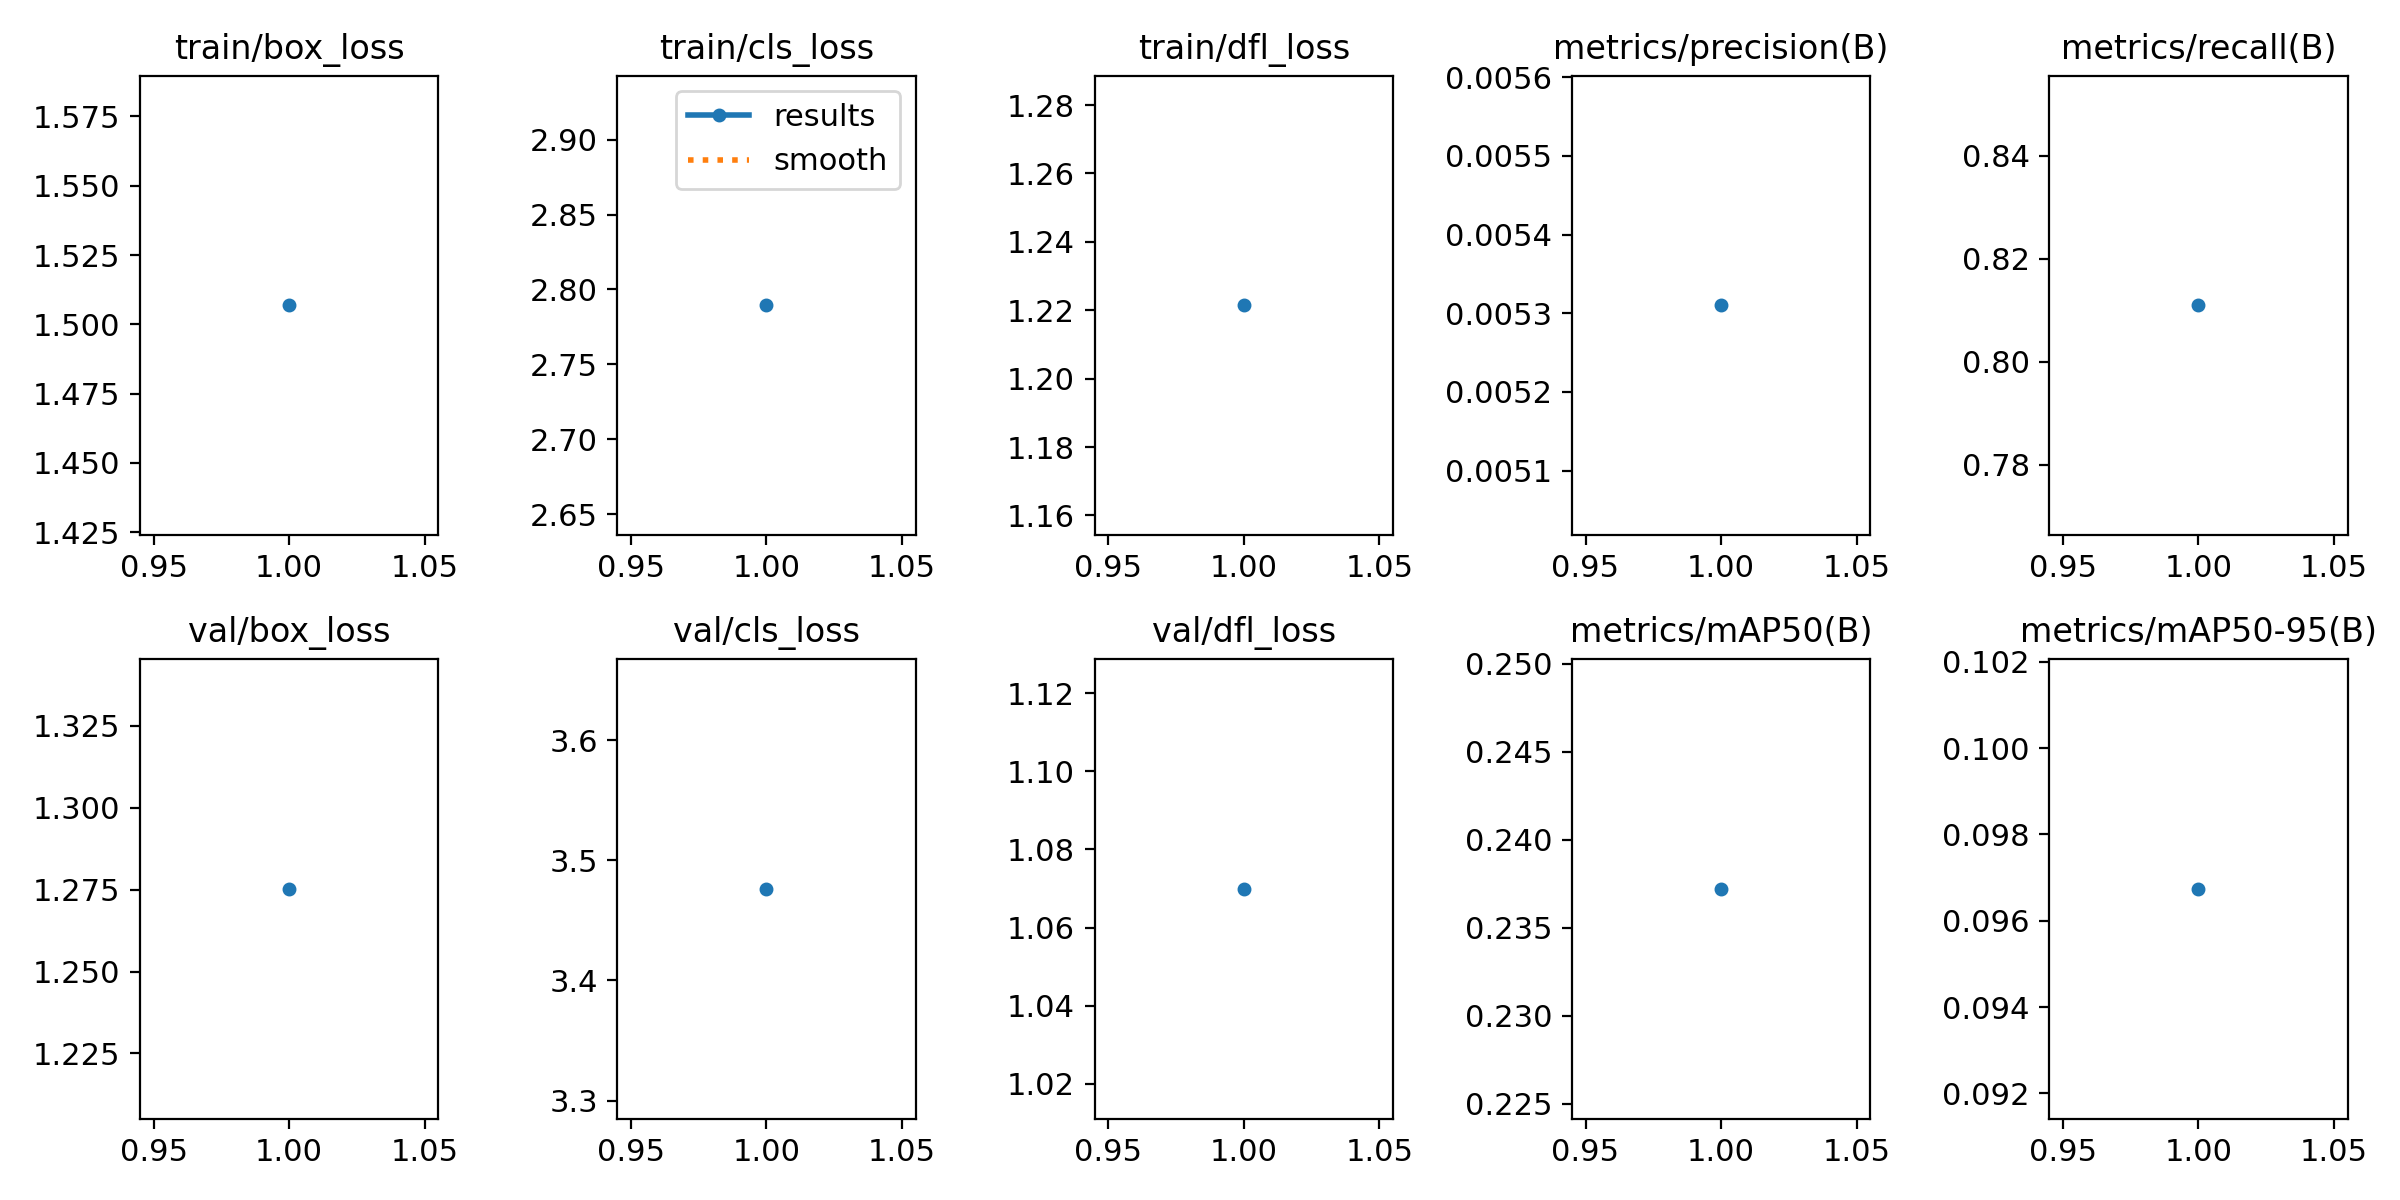 train/box_loss
1.575
1.550
1.525
1.500
1.475
1.450
1.425
0.95 1.00 1.05
train/cls_loss
results
smooth
2.90
2.85
2.80
2.75
2.70
2.65
0.95 1.00 1.05
train/dfl_loss
1.28
1.26
1.24
1.22
1.20
1.18
1.16
0.95 1.00 1.05
metrics/precision(B)
0.0056
0.0055
0.0054
0.0053
0.0052
0.0051
0.95 1.00 1.05
metrics/recall(B)
0.84
0.82
0.80
0.78
0.95 1.00 1.05
val/box_loss
1.325
1.300
1.275
1.250
1.225
0.95 1.00 1.05
val/cls_loss
3.6
3.5
3.4
3.3
0.95 1.00 1.05
val/dfl_loss
1.12
1.10
1.08
1.06
1.04
1.02
0.95 1.00 1.05
metrics/mAP50(B)
0.250
0.245
0.240
0.235
0.230
0.225
0.95 1.00 1.05
metrics/mAP50-95(B)
0.102
0.100
0.098
0.096
0.094
0.092
0.95 1.00 1.05